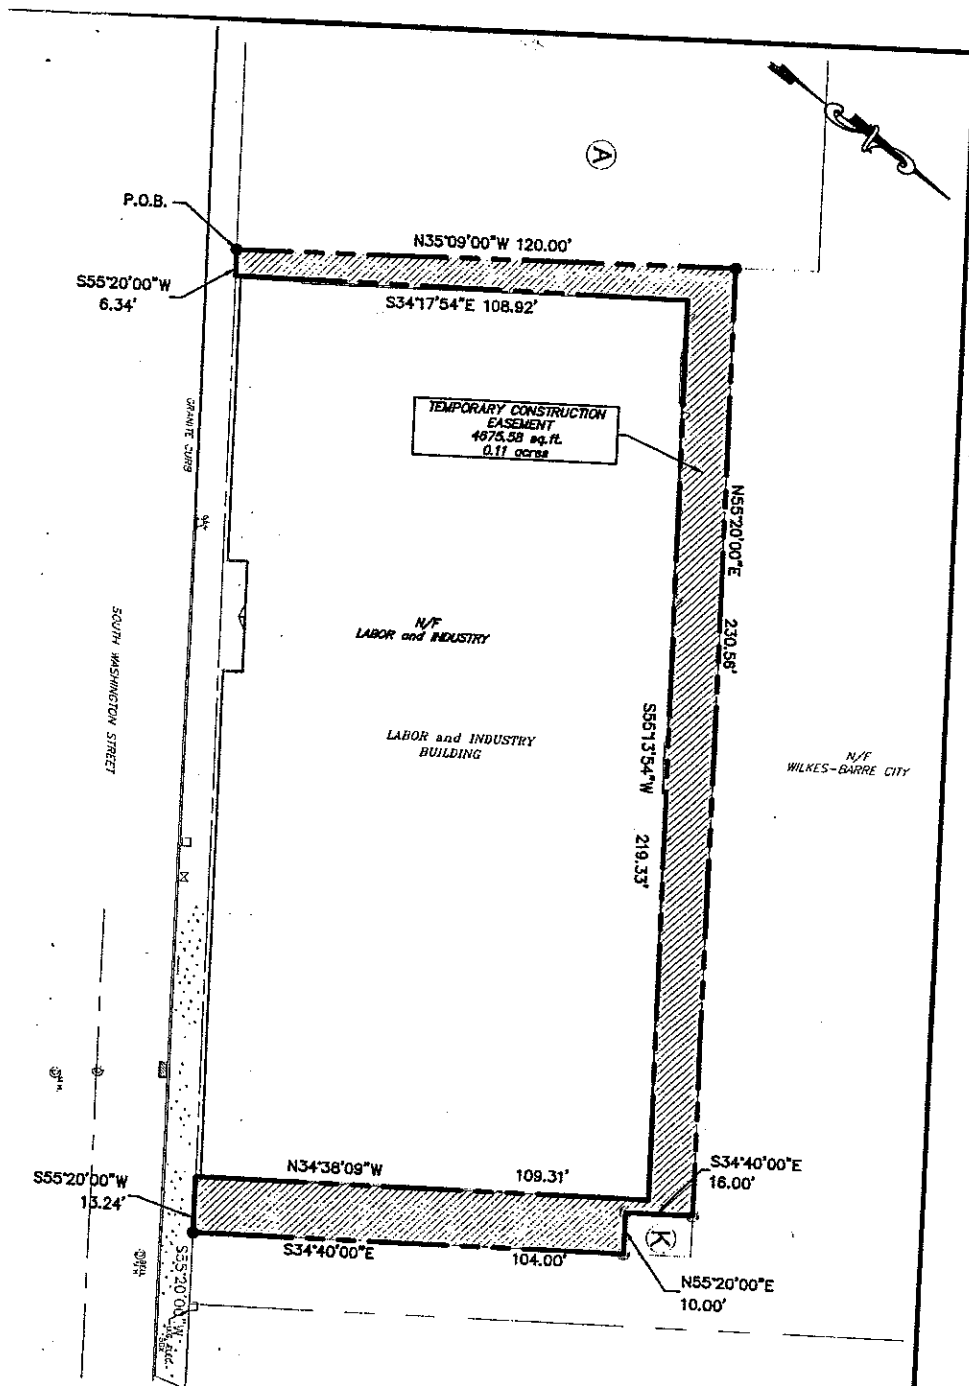 A
P.O.B.
N35°09'00"W 120.00'
S55°20'00"W
6.34'
S34°17'54"E 108.92'
GRANITE CURB
TEMPORARY CONSTRUCTION
EASEMENT
4675.58 sq.ft.
0.11 acres
N55°20'00"E 230.56'
SOUTH WASHINGTON STREET
N/F
LABOR and INDUSTRY
LABOR and INDUSTRY
BUILDING
S55°13'54"W 219.33'
N/F
WILKES-BARRE CITY
N34°38'09"W 109.31'
S55°20'00"W
13.24'
S34°40'00"E
16.00'
K
S34°40'00"E 104.00'
N55°20'00"E
10.00'
S55°20'00"W